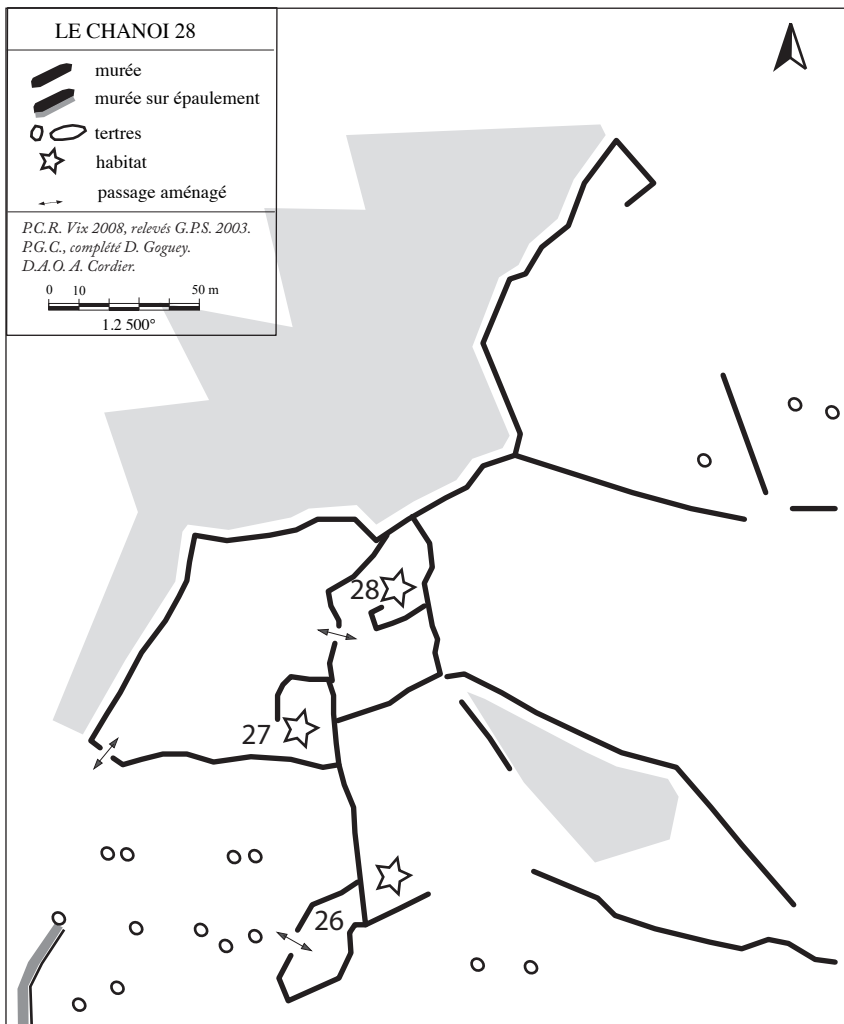 LE CHANOI 28
murée
murée sur épaulement
tertres
habitat
passage aménagé
P.C.R. Vix 2008, relevés G.P.S. 2003.
P.G.C., complété D. Goguey.
D.A.O. A. Cordier.
0 10 50 m
1.2 500°
28
27
26